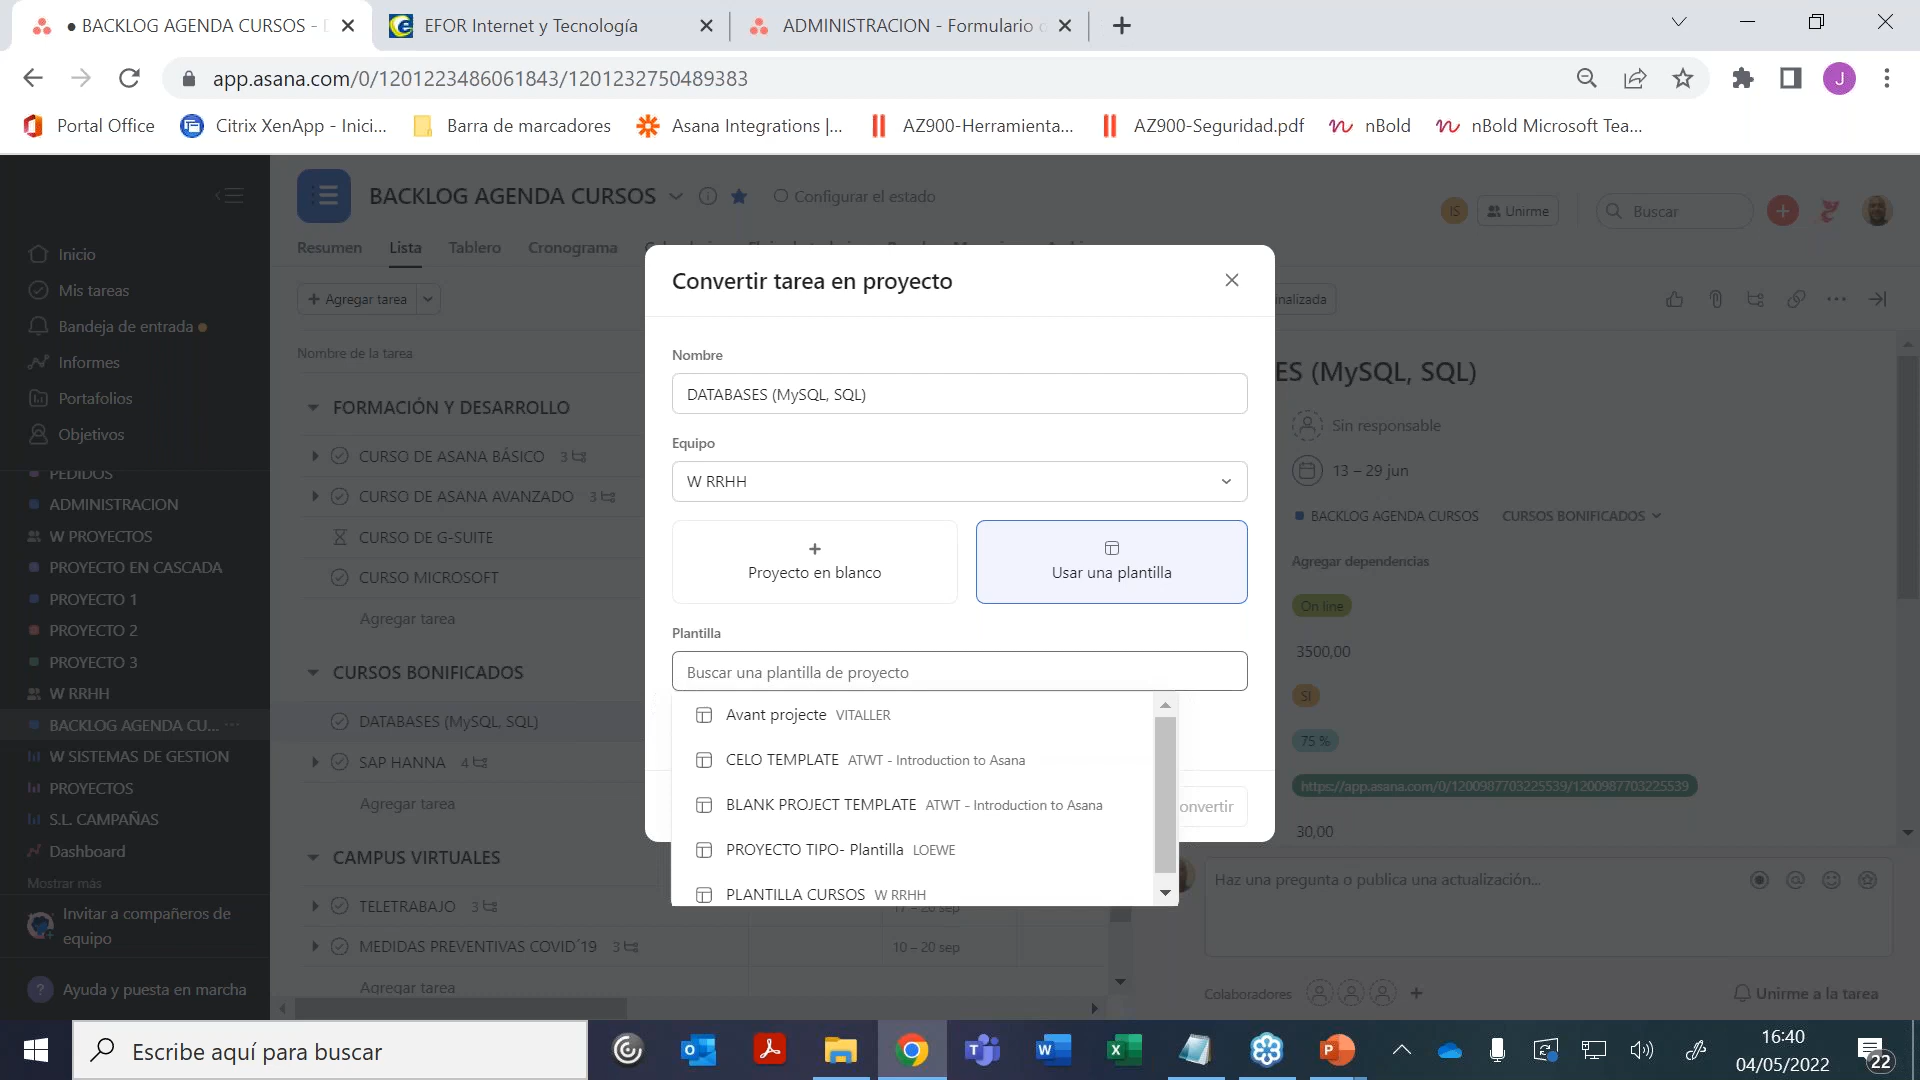 ● BACKLOG AGENDA CURSOS -
EFOR Internet y Tecnología
ADMINISTRACION - Formulario
app.asana.com/0/1201223486061843/1201232750489383
J
Portal Office
Citrix XenApp - Inici...
Barra de marcadores
Asana Integrations |...
AZ900-Herramienta...
AZ900-Seguridad.pdf
nBold
nBold Microsoft Tea...
BACKLOG AGENDA CURSOS
Configurar el estado
IS
Unirme
Buscar
Resumen
Lista
Tablero
Cronograma
Inicio
Mis tareas
Bandeja de entrada
Informes
Portafolios
Objetivos
PEDIDOS
ADMINISTRACION
W PROYECTOS
PROYECTO EN CASCADA
PROYECTO 1
PROYECTO 2
PROYECTO 3
W RRHH
BACKLOG AGENDA CU... ...
W SISTEMAS DE GESTION
PROYECTOS
S.L. CAMPAÑAS
Dashboard
Mostrar más
Invitar a compañeros de
equipo
? Ayuda y puesta en marcha
+ Agregar tarea
Nombre de la tarea
FORMACIÓN Y DESARROLLO
CURSO DE ASANA BÁSICO 3
CURSO DE ASANA AVANZADO 3
CURSO DE G-SUITE
CURSO MICROSOFT
Agregar tarea
CURSOS BONIFICADOS
DATABASES (MySQL, SQL)
SAP HANNA 4
Agregar tarea
CAMPUS VIRTUALES
TELETRABAJO 3
17 – 20 sep
MEDIDAS PREVENTIVAS COVID´19 3
10 – 20 sep
Agregar tarea
Convertir tarea en proyecto
Nombre
DATABASES (MySQL, SQL)
Equipo
W RRHH
+
Proyecto en blanco
Usar una plantilla
Plantilla
Buscar una plantilla de proyecto
Avant projecte VITALLER
CELO TEMPLATE ATWT - Introduction to Asana
BLANK PROJECT TEMPLATE ATWT - Introduction to Asana
PROYECTO TIPO- Plantilla LOEWE
PLANTILLA CURSOS W RRHH
onvertir
nalizada
ES (MySQL, SQL)
Sin responsable
13 – 29 jun
BACKLOG AGENDA CURSOS
CURSOS BONIFICADOS
Agregar dependencias
On line
3500,00
SI
75 %
https://app.asana.com/0/1200987703225539/1200987703225539
30,00
Haz una pregunta o publica una actualización...
Colaboradores
+
Unirme a la tarea
Escribe aquí para buscar
16:40
04/05/2022
22